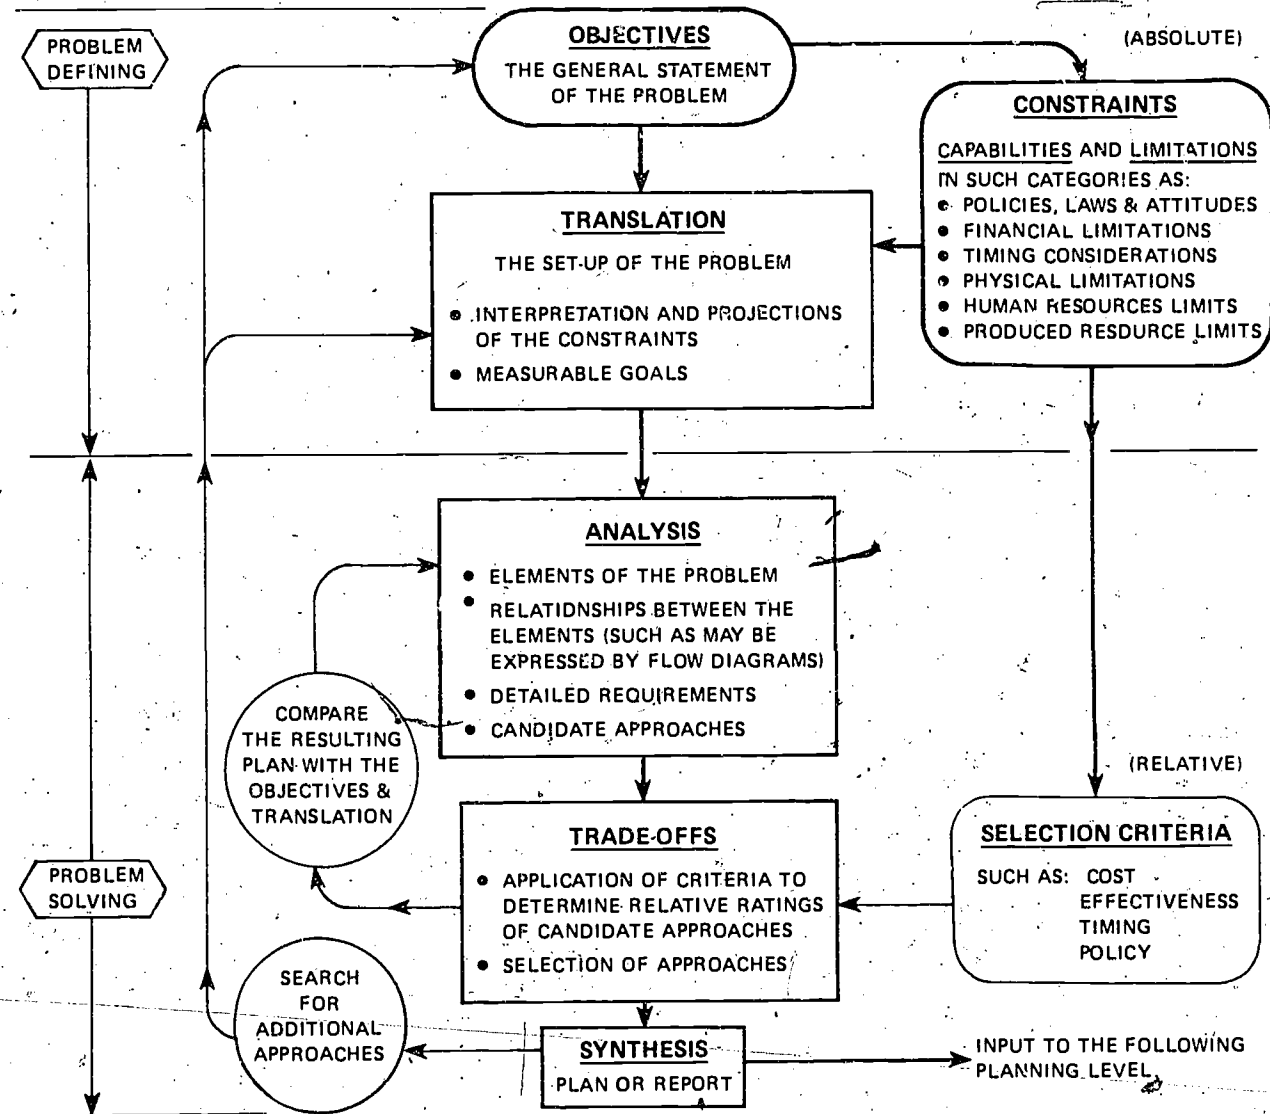 PROBLEM
DEFINING
OBJECTIVES
THE GENERAL STATEMENT
OF THE PROBLEM
(ABSOLUTE)
CONSTRAINTS
CAPABILITIES AND LIMITATIONS
IN SUCH CATEGORIES AS:
• POLICIES, LAWS & ATTITUDES
• FINANCIAL LIMITATIONS
• TIMING CONSIDERATIONS
• PHYSICAL LIMITATIONS
• HUMAN RESOURCES LIMITS
• PRODUCED RESOURCE LIMITS
TRANSLATION
THE SET-UP OF THE PROBLEM
• INTERPRETATION AND PROJECTIONS
OF THE CONSTRAINTS
• MEASURABLE GOALS
ANALYSIS
• ELEMENTS OF THE PROBLEM
• RELATIONSHIPS BETWEEN THE
ELEMENTS (SUCH AS MAY BE
EXPRESSED BY FLOW DIAGRAMS)
• DETAILED REQUIREMENTS
• CANDIDATE APPROACHES
COMPARE
THE RESULTING
PLAN WITH THE
OBJECTIVES &
TRANSLATION
(RELATIVE)
SELECTION CRITERIA
SUCH AS: COST
EFFECTIVENESS
TIMING
POLICY
TRADE-OFFS
• APPLICATION OF CRITERIA TO
DETERMINE RELATIVE RATINGS
OF CANDIDATE APPROACHES
• SELECTION OF APPROACHES
PROBLEM
SOLVING
SEARCH
FOR
ADDITIONAL
APPROACHES
SYNTHESIS
PLAN OR REPORT
INPUT TO THE FOLLOWING
PLANNING LEVEL